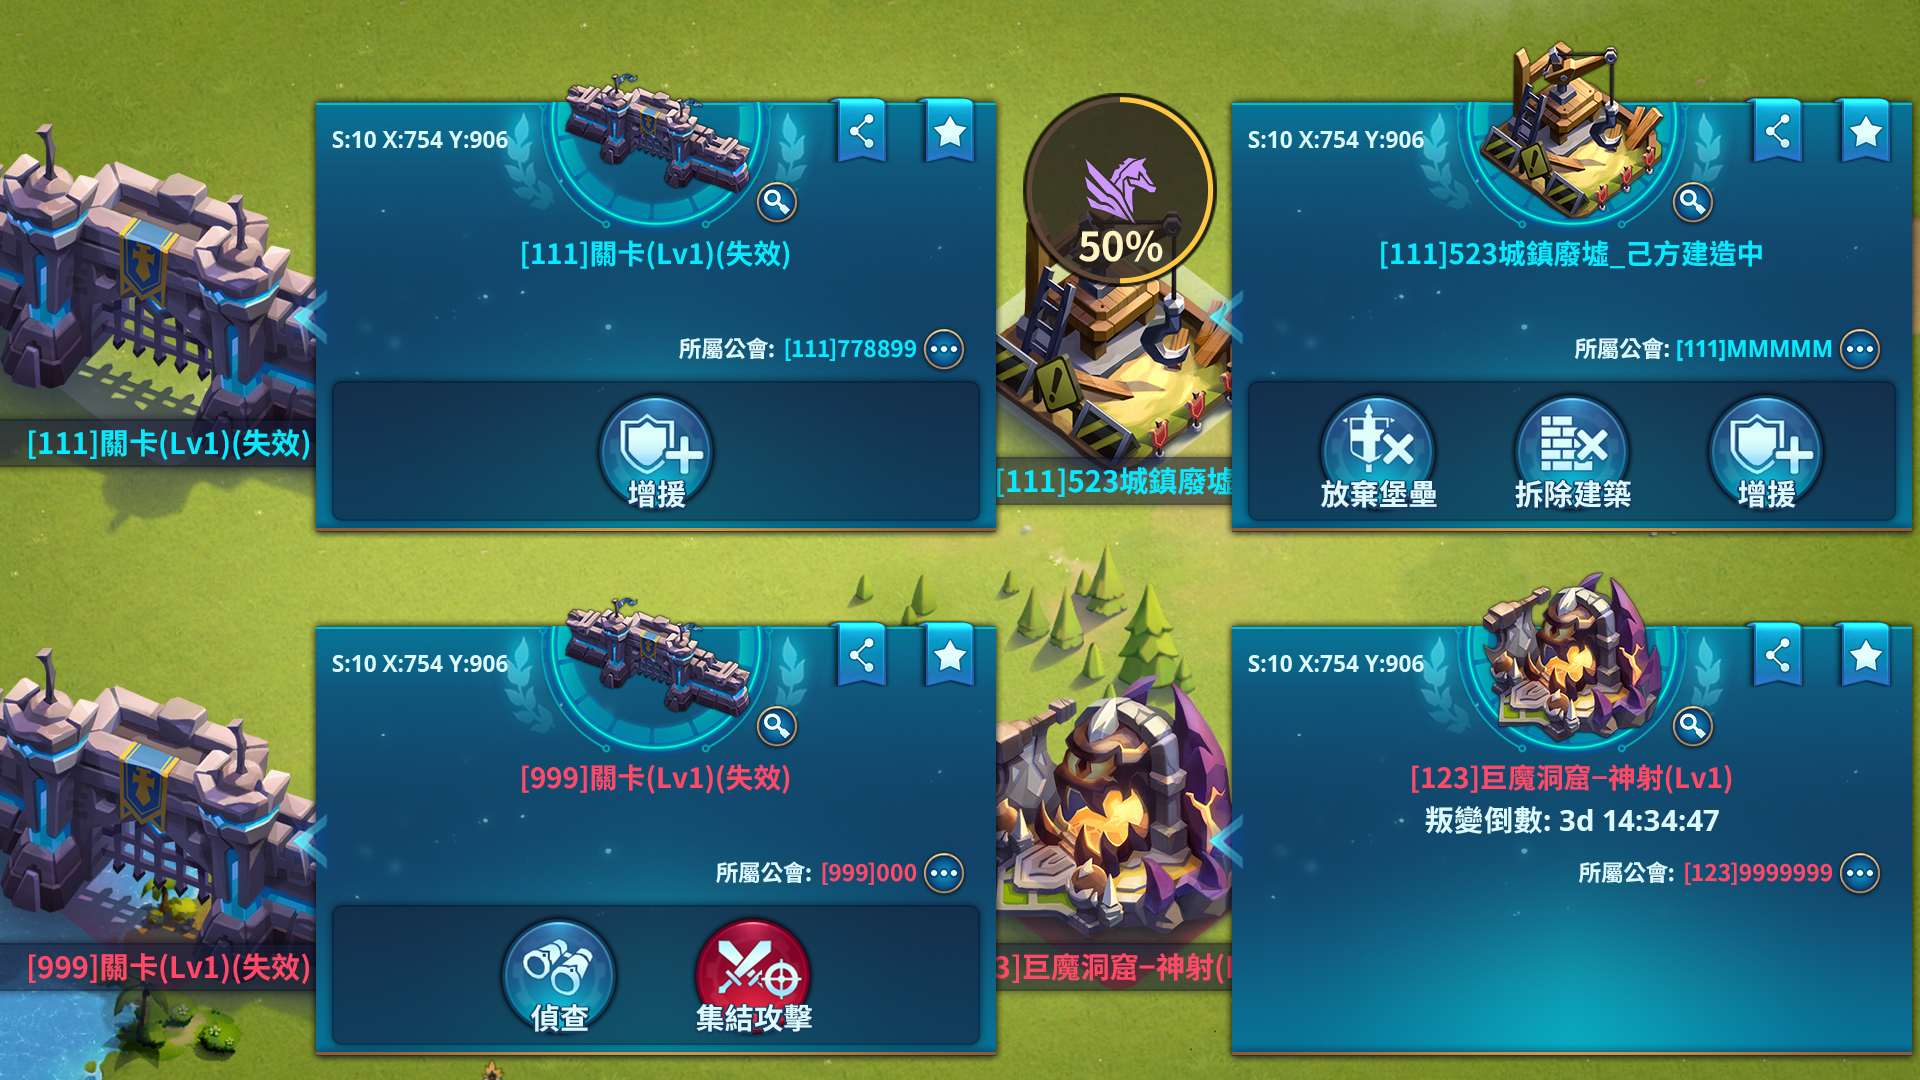 S:10 X:754 Y:906
[111]關卡(Lv1)(失效)
所屬公會: [111]778899
增援
[111]關卡(Lv1)(失效)
50%
[111]523城鎮廢墟
S:10 X:754 Y:906
[111]523城鎮廢墟_己方建造中
所屬公會: [111]MMMMM
放棄堡壘
拆除建築
增援
S:10 X:754 Y:906
[999]關卡(Lv1)(失效)
所屬公會: [999]000
偵查
集結攻擊
[999]關卡(Lv1)(失效)
3]巨魔洞窟–神射(
S:10 X:754 Y:906
[123]巨魔洞窟–神射(Lv1)
叛變倒數: 3d 14:34:47
所屬公會: [123]9999999